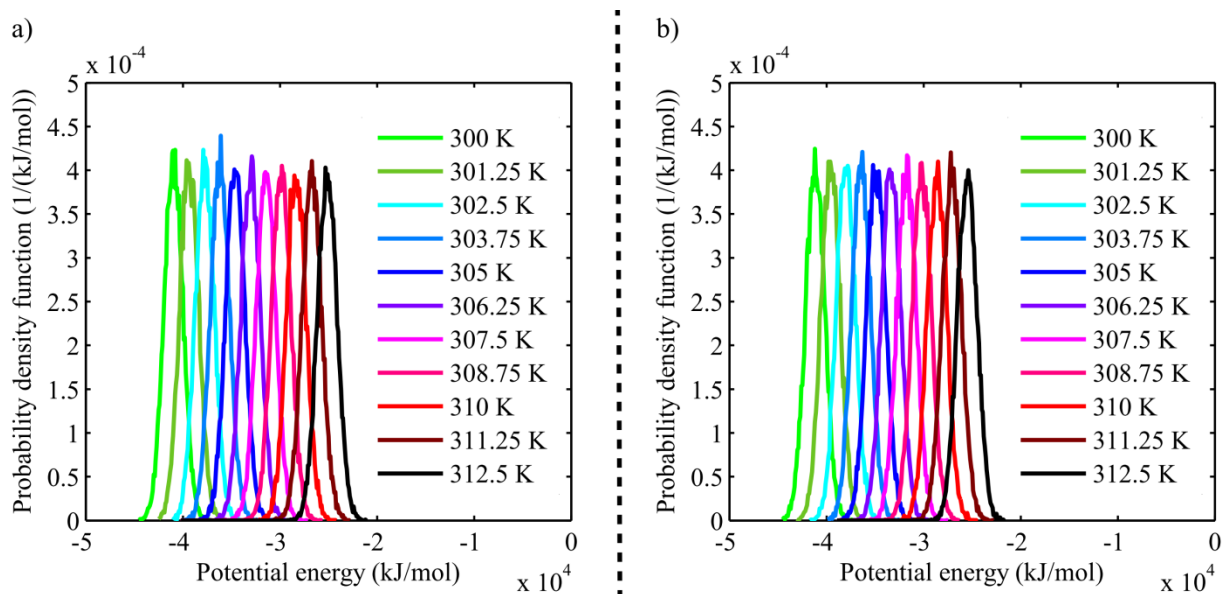 a)
x 10^-4
Probability density function (1/(kJ/mol))
5
4.5
4
3.5
3
2.5
2
1.5
1
0.5
0
-5
-4
-3
-2
-1
0
Potential energy (kJ/mol)
x 10^4
300 K
301.25 K
302.5 K
303.75 K
305 K
306.25 K
307.5 K
308.75 K
310 K
311.25 K
312.5 K
b)
x 10^-4
Probability density function (1/(kJ/mol))
5
4.5
4
3.5
3
2.5
2
1.5
1
0.5
0
-5
-4
-3
-2
-1
0
Potential energy (kJ/mol)
x 10^4
300 K
301.25 K
302.5 K
303.75 K
305 K
306.25 K
307.5 K
308.75 K
310 K
311.25 K
312.5 K